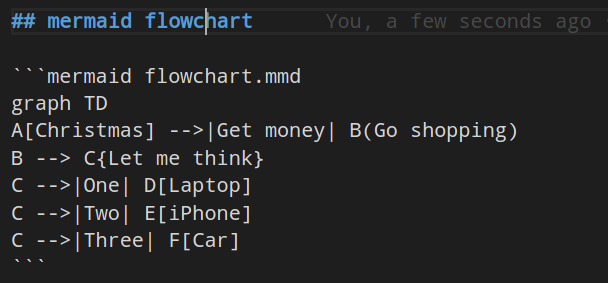 ## mermaid flowchart You, a few seconds ago
```mermaid flowchart.mmd
graph TD
A[Christmas] -->|Get money| B(Go shopping)
B --> C{Let me think}
C -->|One| D[Laptop]
C -->|Two| E[iPhone]
C -->|Three| F[Car]
```